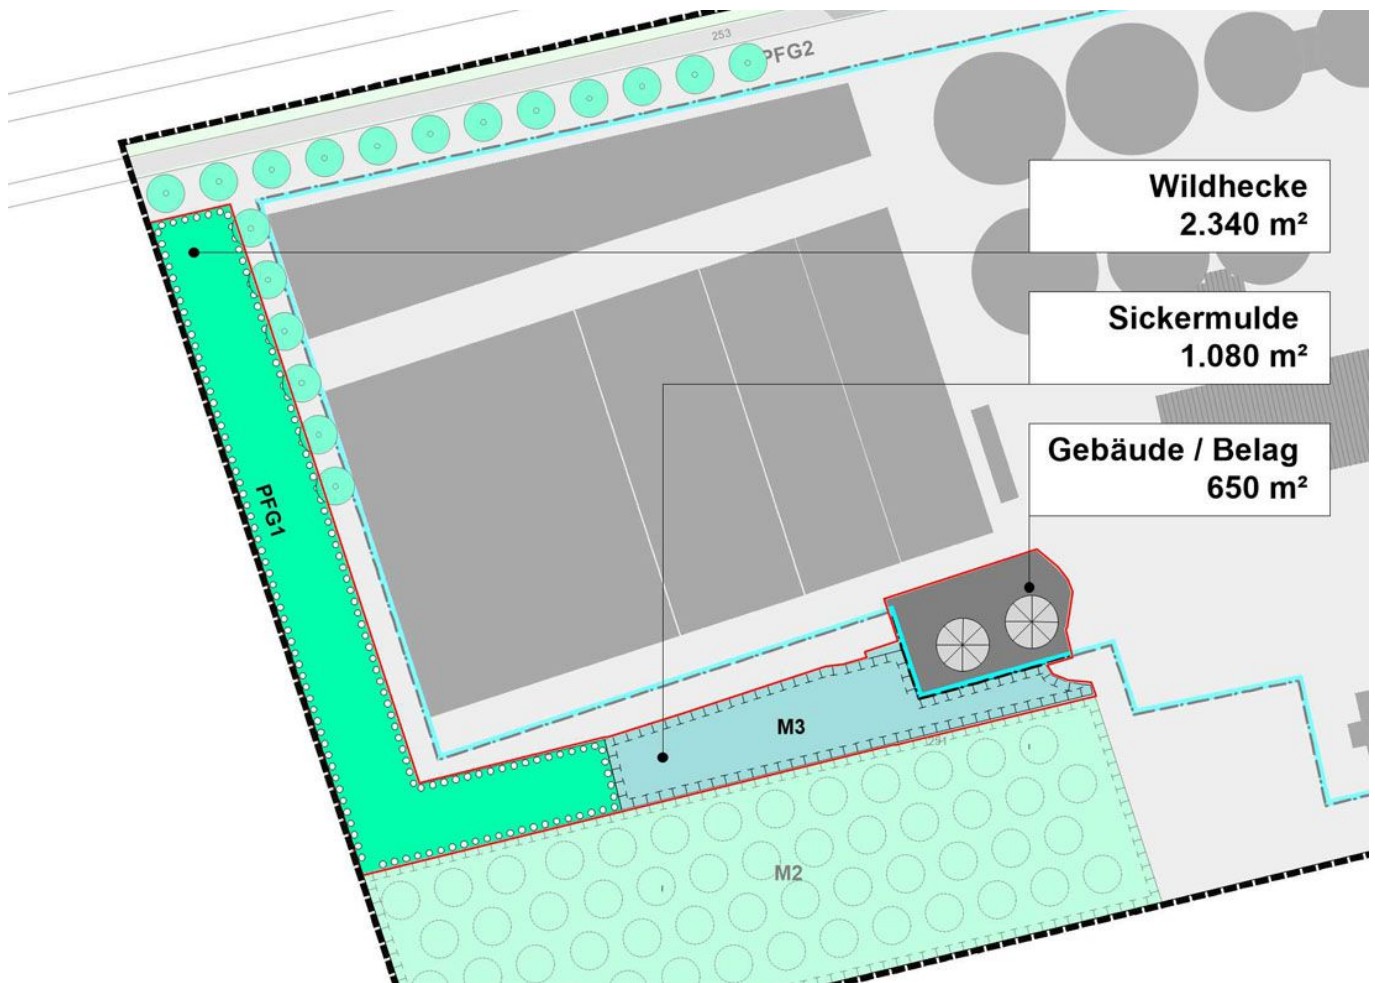 253
PFG2
Wildhecke
2.340 m²
Sickermulde
1.080 m²
Gebäude / Belag
650 m²
PFG1
M3
M2